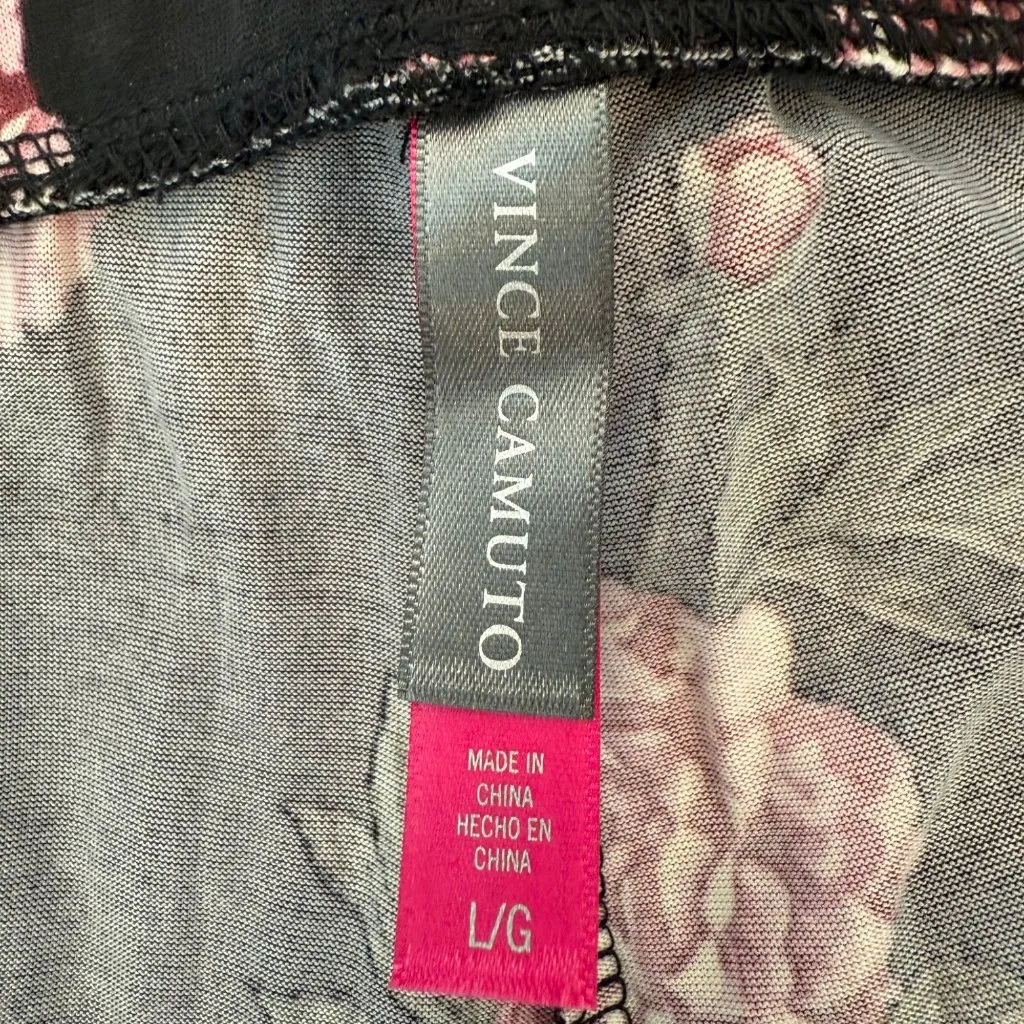 VINCE CAMUTO
MADE IN
CHINA
HECHO EN
CHINA
L/G